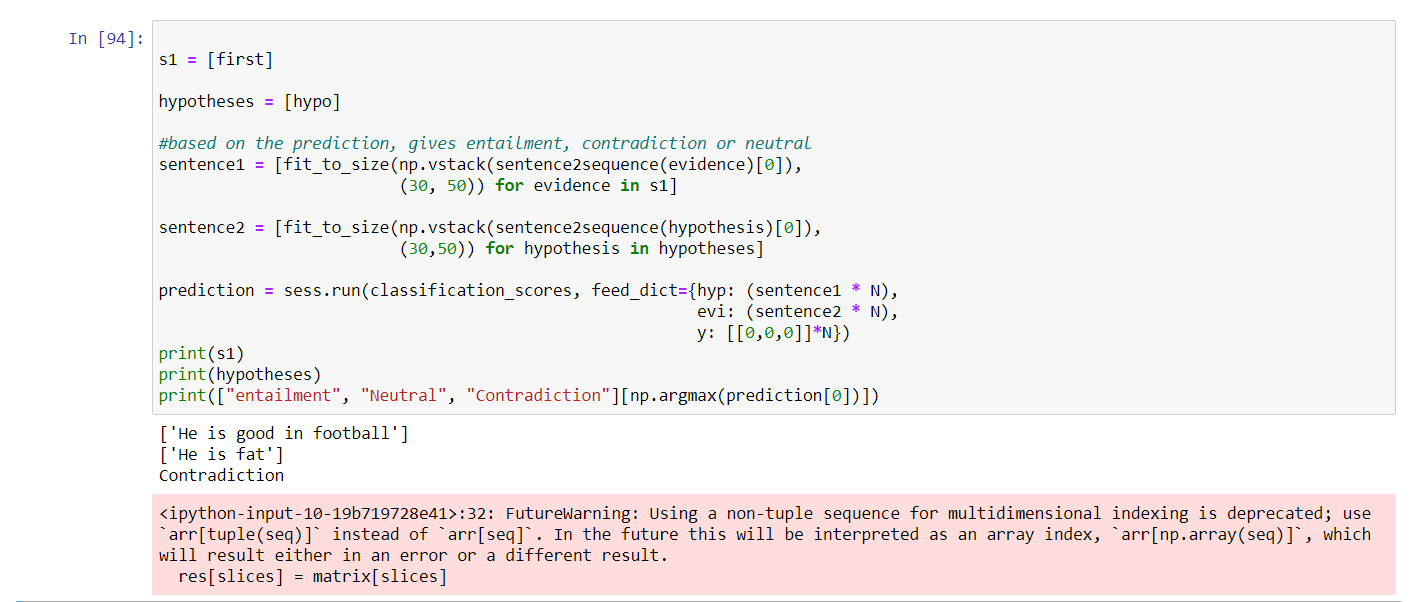 In [94]:
s1 = [first]
hypotheses = [hypo]
#based on the prediction, gives entailment, contradiction or neutral
sentence1 = [fit_to_size(np.vstack(sentence2sequence(evidence)[0]),
(30, 50)) for evidence in s1]
sentence2 = [fit_to_size(np.vstack(sentence2sequence(hypothesis)[0]),
(30,50)) for hypothesis in hypotheses]
prediction = sess.run(classification_scores, feed_dict={hyp: (sentence1 * N),
evi: (sentence2 * N),
y: [[0,0,0]]*N})
print(s1)
print(hypotheses)
print(["entailment", "Neutral", "Contradiction"][np.argmax(prediction[0])])
['He is good in football']
['He is fat']
Contradiction
<ipython-input-10-19b719728e41>:32: FutureWarning: Using a non-tuple sequence for multidimensional indexing is deprecated; use
`arr[tuple(seq)]` instead of `arr[seq]`. In the future this will be interpreted as an array index, `arr[np.array(seq)]`, which
will result either in an error or a different result.
res[slices] = matrix[slices]